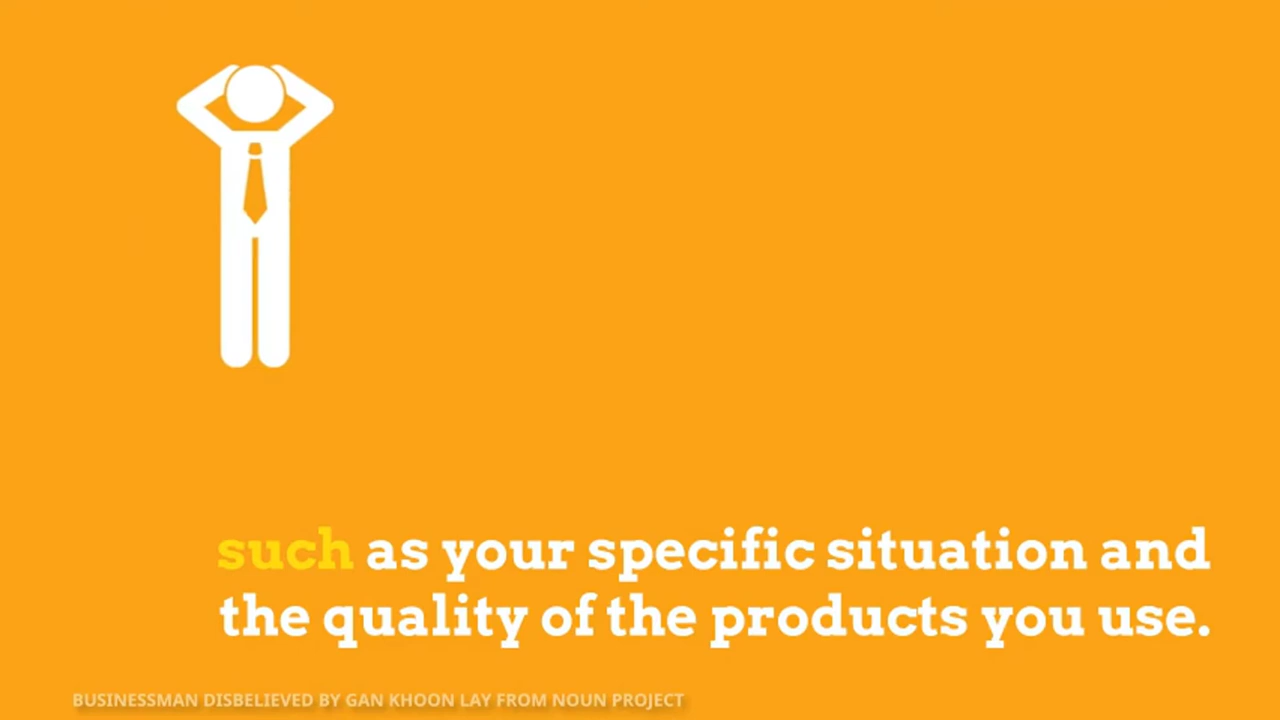 such as your specific situation and
the quality of the products you use.
BUSINESSMAN DISBELIEVED BY GAN KHOON LAY FROM NOUN PROJECT